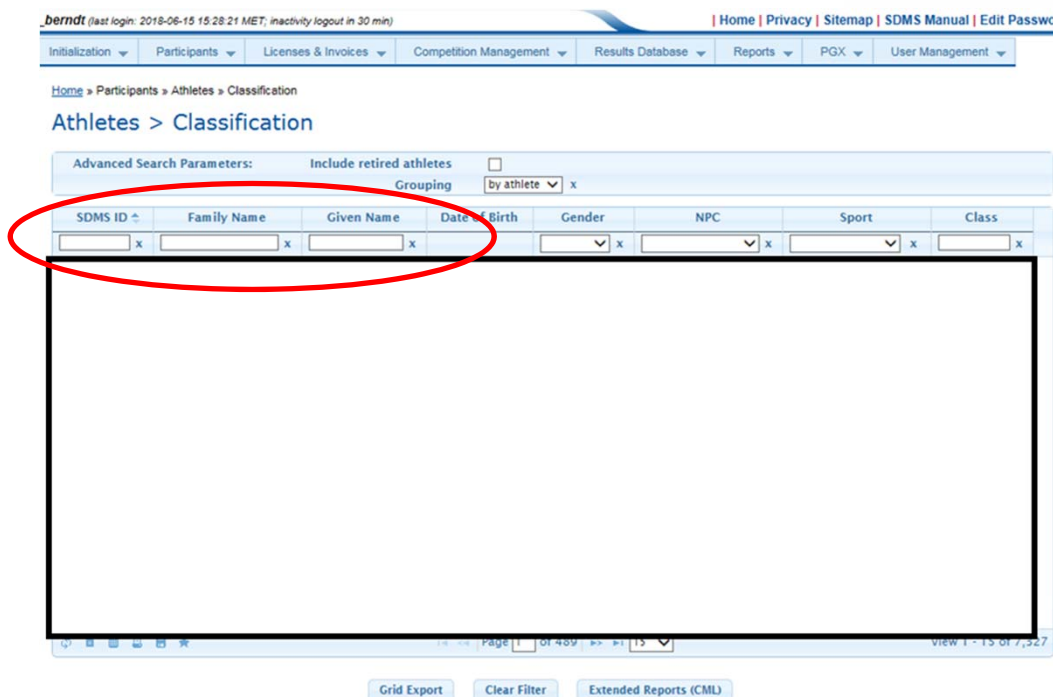 _berndt (last login: 2018-06-15 15:28:21 MET; inactivity logout in 30 min) | Home | Privacy | Sitemap | SDMS Manual | Edit Passwo
Initialization Participants Licenses & Invoices Competition Management Results Database Reports PGX User Management
Home » Participants » Athletes » Classification
Athletes > Classification
Advanced Search Parameters: Include retired athletes
Grouping by athlete x
SDMS ID Family Name Given Name Date of Birth Gender NPC Sport Class
x x x x x x x
Page 1 of 489 15 View 1 - 15 of 7,327
Grid Export Clear Filter Extended Reports (CML)